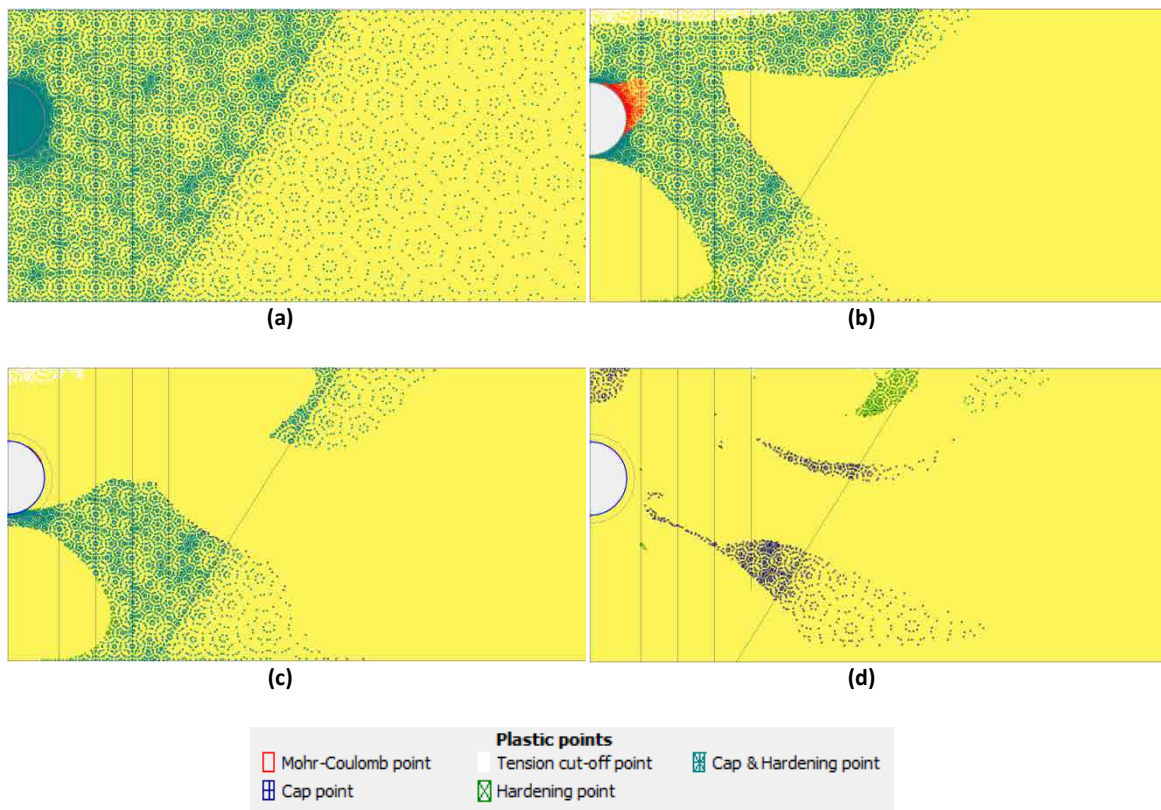 (a)
(b)
(c)
(d)
Plastic points
Mohr-Coulomb point
Tension cut-off point
Cap & Hardening point
Cap point
Hardening point